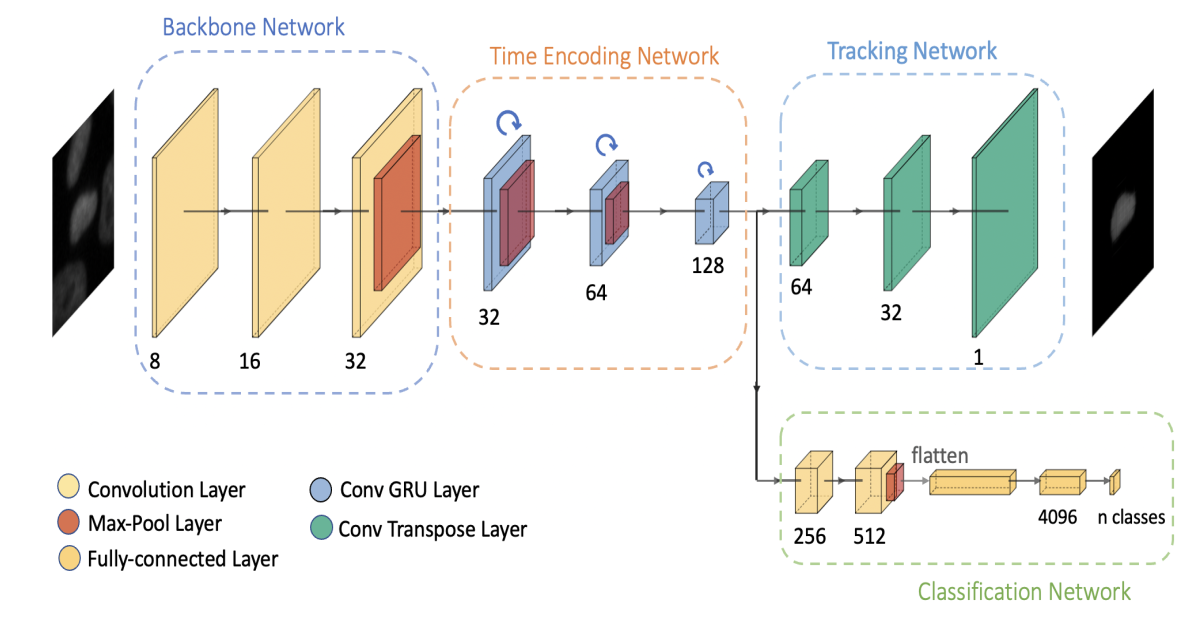 Backbone Network
Time Encoding Network
Tracking Network
8
16
32
32
64
128
64
32
1
flatten
256
512
4096
n classes
Classification Network
Convolution Layer
Max-Pool Layer
Fully-connected Layer
Conv GRU Layer
Conv Transpose Layer